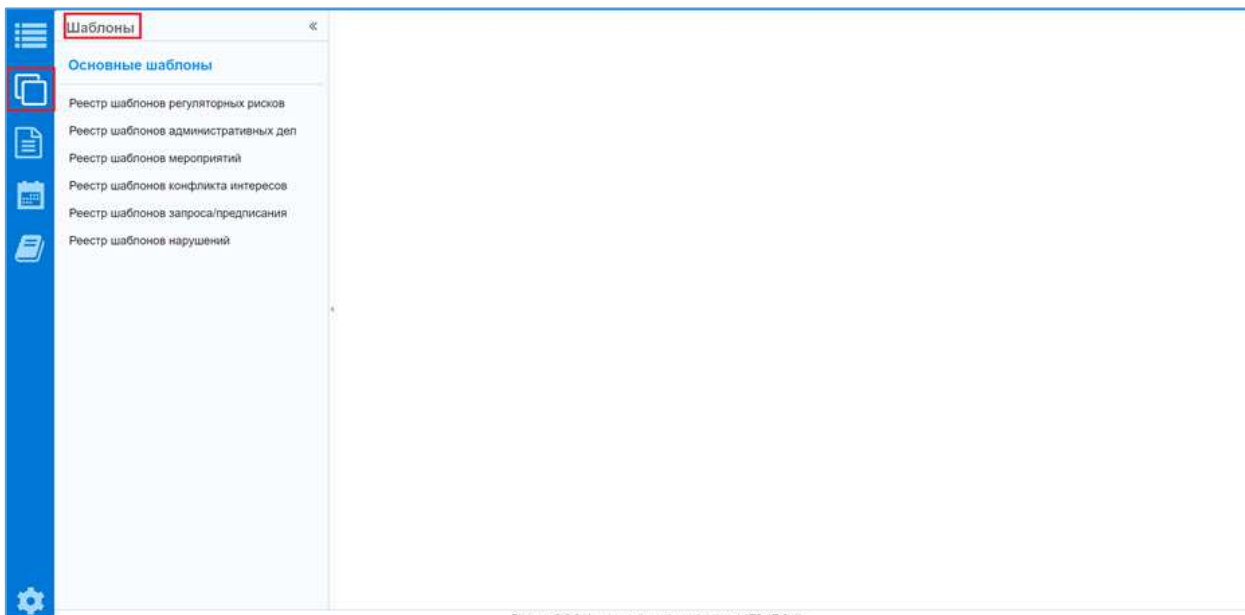 Шаблоны
Основные шаблоны
Реестр шаблонов регуляторных рисков
Реестр шаблонов административных дел
Реестр шаблонов мероприятий
Реестр шаблонов конфликта интересов
Реестр шаблонов запроса/предписания
Реестр шаблонов нарушений